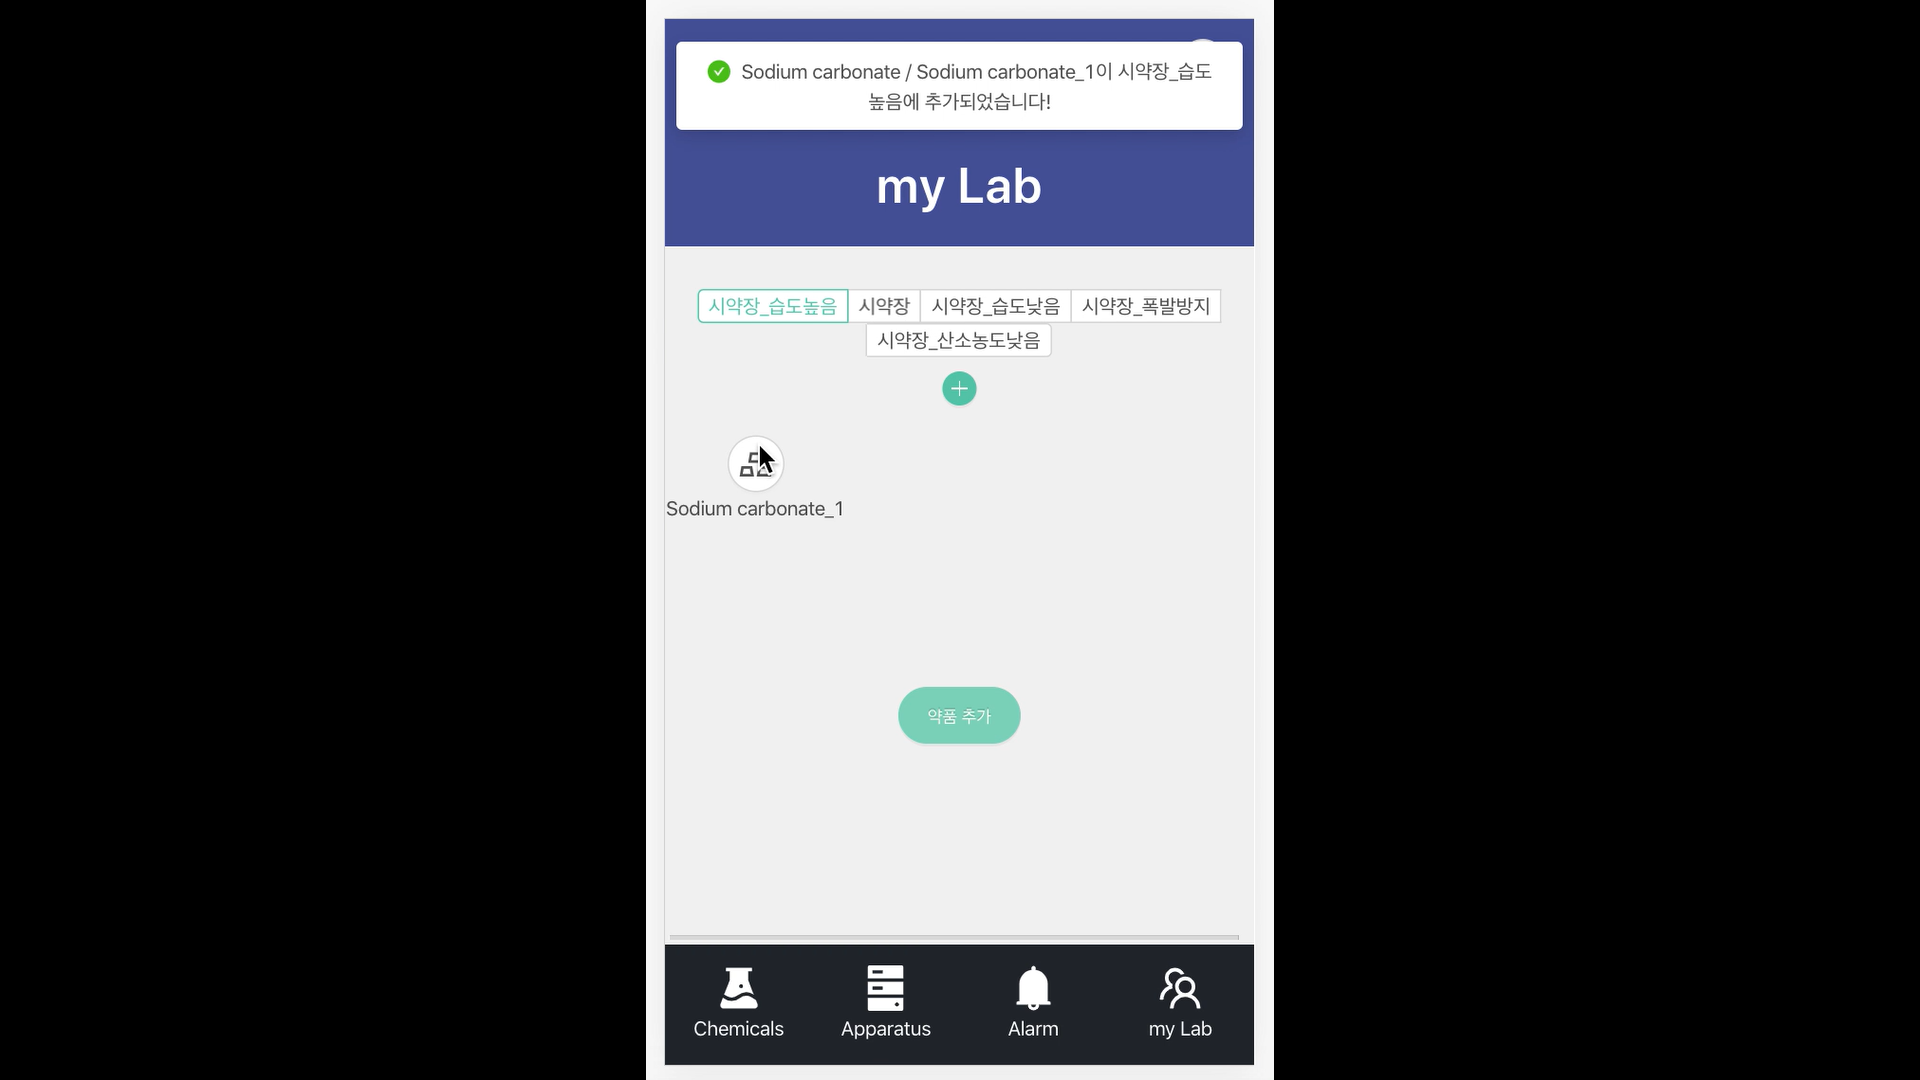 Sodium carbonate / Sodium carbonate_1이 시약장_습도
높음에 추가되었습니다!
my Lab
시약장_습도높음 시약장 시약장_습도낮음 시약장_폭발방지
시약장_산소농도낮음
Sodium carbonate_1
약품 추가
Chemicals Apparatus Alarm my Lab